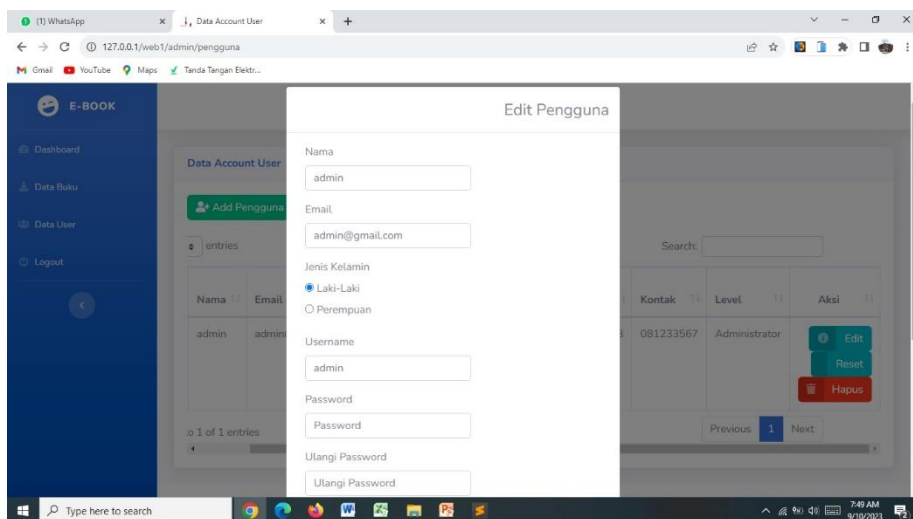 (1) WhatsApp
Data Account User
127.0.0.1/web1/admin/pengguna
Gmail YouTube Maps Tanda Tangan Elektr...
E-BOOK
Dashboard
Data Buku
Data User
Logout
Data Account User
Add Pengguna
entries
Search:
Nama Email Kontak Level Aksi
admin 081233567 Administrator
Edit
Reset
Hapus
o 1 of 1 entries
Previous 1 Next
Edit Pengguna
Nama
admin
Email
admin@gmail.com
Jenis Kelamin
Laki-Laki
Perempuan
Username
admin
Password
Password
Ulangi Password
Ulangi Password
Type here to search
7:49 AM
9/10/2023